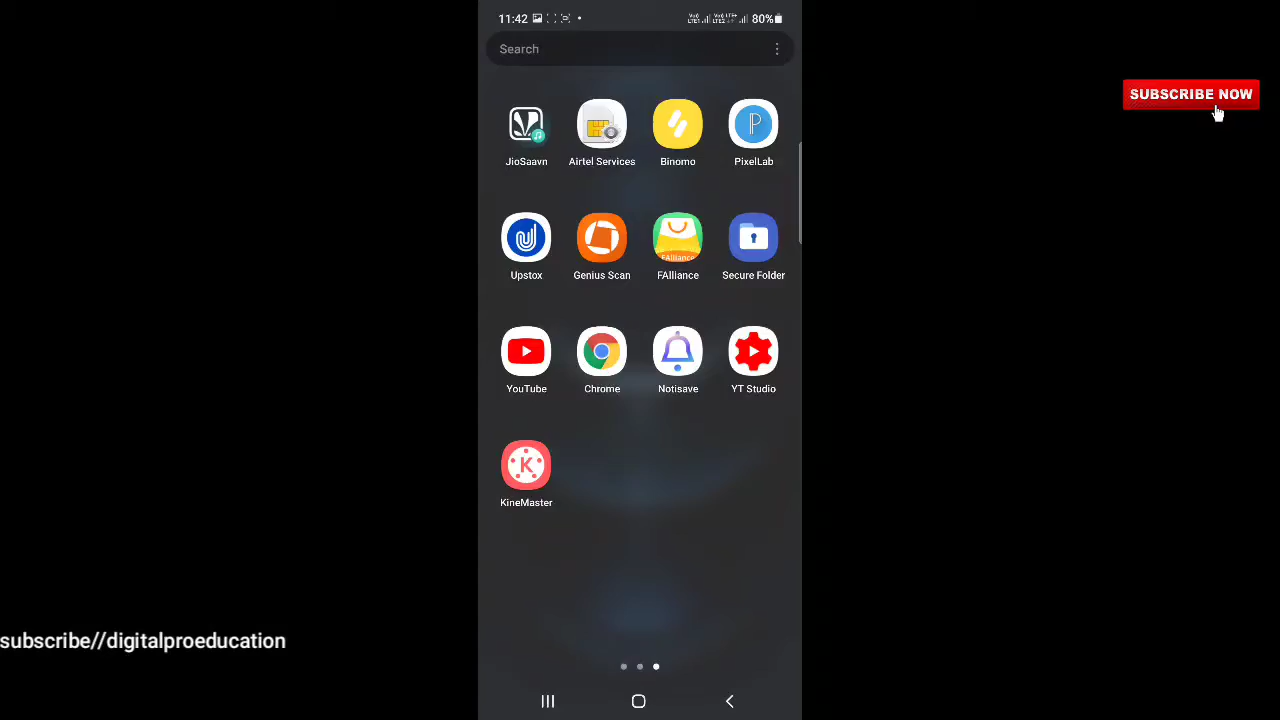 11:42 80%
Search
SUBSCRIBE NOW
JioSaavn Airtel Services Binomo PixelLab
FAlliance
Upstox Genius Scan FAlliance Secure Folder
YouTube Chrome Notisave YT Studio
K
KineMaster
subscribe//digitalproeducation